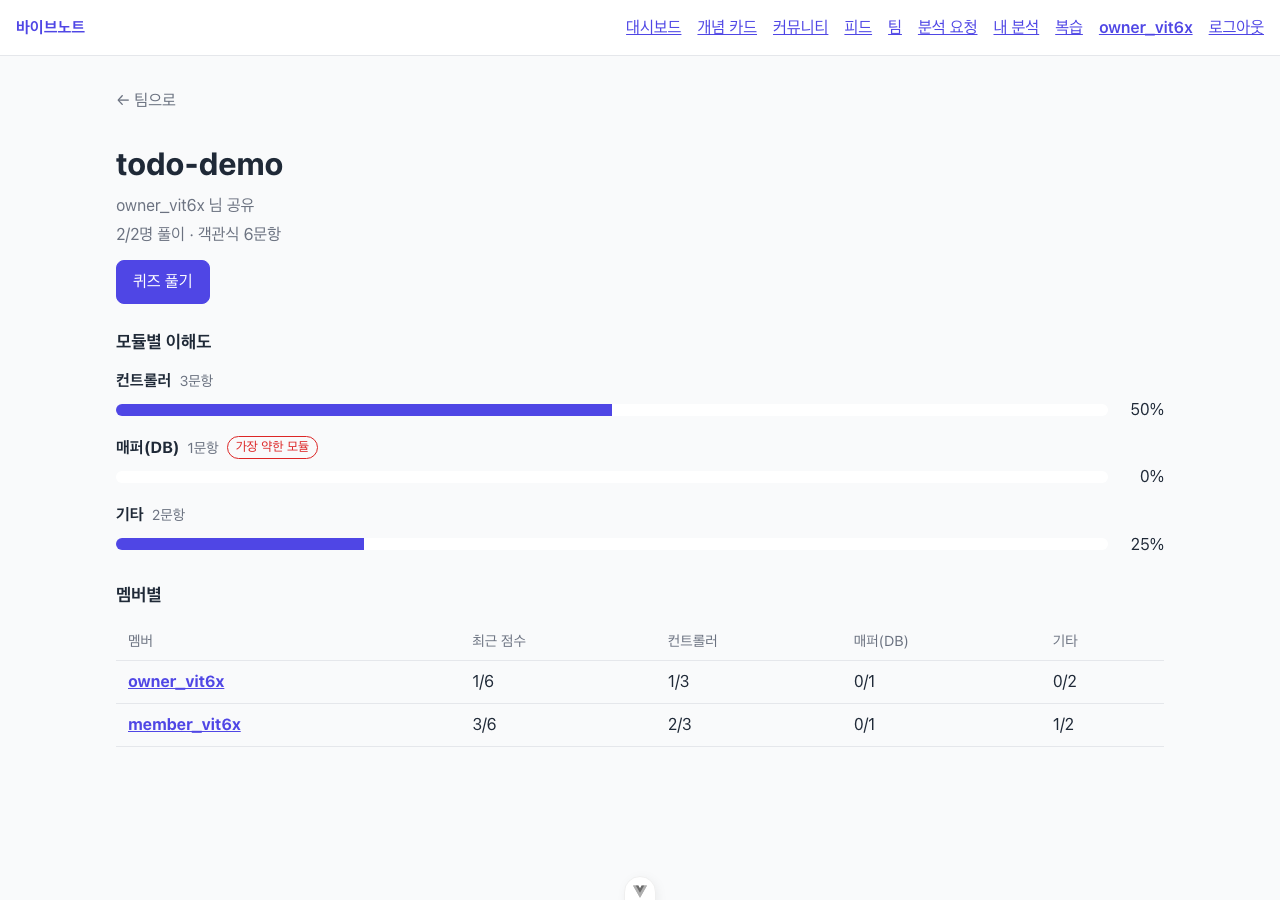 바이브노트 대시보드 개념 카드 커뮤니티 피드 팀 분석 요청 내 분석 복습 owner_vit6x 로그아웃
← 팀으로
todo-demo
owner_vit6x 님 공유
2/2명 풀이 · 객관식 6문항
퀴즈 풀기
모듈별 이해도
컨트롤러 3문항
50%
매퍼(DB) 1문항 가장 약한 모듈
0%
기타 2문항
25%
멤버별
멤버 최근 점수 컨트롤러 매퍼(DB) 기타
owner_vit6x 1/6 1/3 0/1 0/2
member_vit6x 3/6 2/3 0/1 1/2